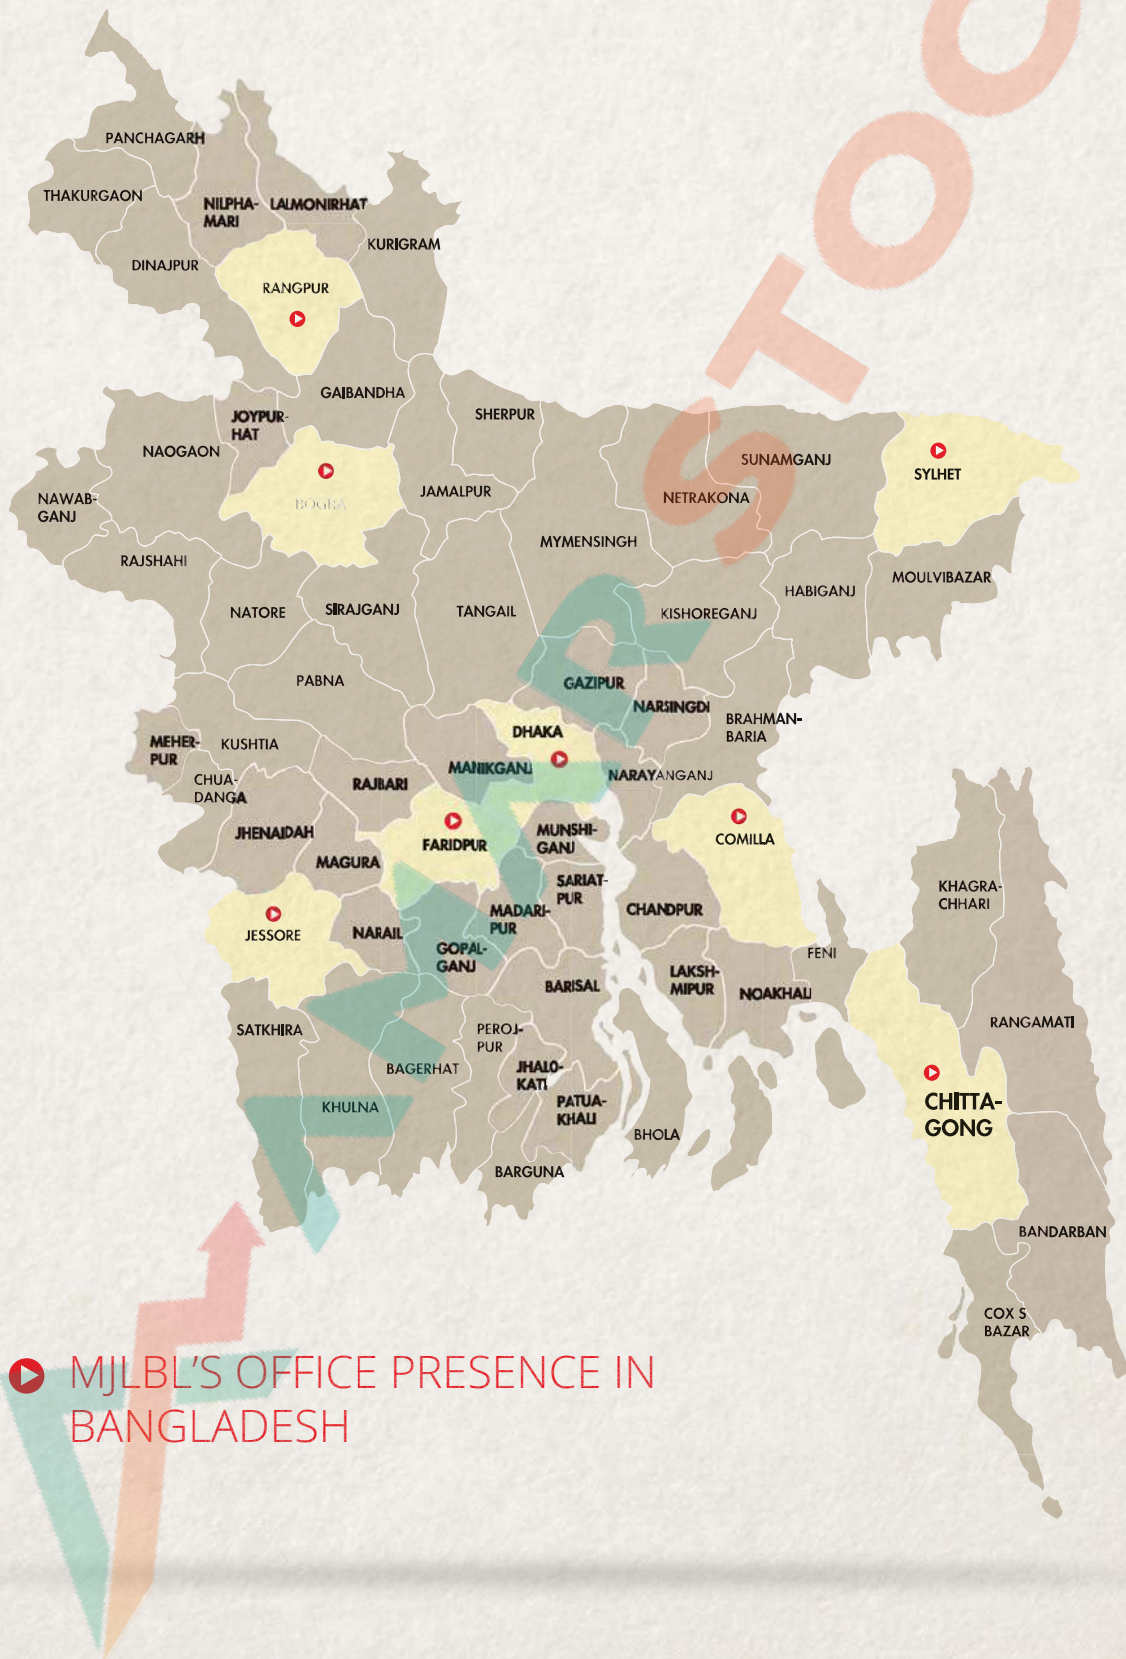 PANCHAGARH
THAKURGAON
NILPHA-
MARI
LALMONIRHAT
KURIGRAM
DINAJPUR
RANGPUR
GAIBANDHA
JOYPUR-
HAT
SHERPUR
NAOGAON
SUNAMGANJ
SYLHET
NAWAB-
GANJ
BOGRA
JAMALPUR
NETRAKONA
RAJSHAHI
MYMENSINGH
MOULVIBAZAR
HABIGANJ
NATORE
SIRAJGANJ
TANGAIL
KISHOREGANJ
PABNA
GAZIPUR
NARSINGDI
BRAHMAN-
BARIA
DHAKA
MEHER-
PUR
KUSHTIA
MANIKGANJ
NARAYANGANJ
CHUA-
DANGA
RAJBARI
JHENAIDAH
FARIDPUR
MUNSHI-
GANJ
COMILLA
MAGURA
SARIAT-
PUR
KHAGRA-
CHHARI
MADARI-
PUR
CHANDPUR
JESSORE
NARAIL
GOPAL-
GANJ
FENI
BARISAL
LAKSH-
MIPUR
NOAKHALI
SATKHIRA
PEROJ-
PUR
RANGAMATI
BAGERHAT
JHALO-
KATI
CHITTA-
GONG
KHULNA
PATUA-
KHALI
BHOLA
BARGUNA
BANDARBAN
COX S
BAZAR
MJLBL'S OFFICE PRESENCE IN
BANGLADESH